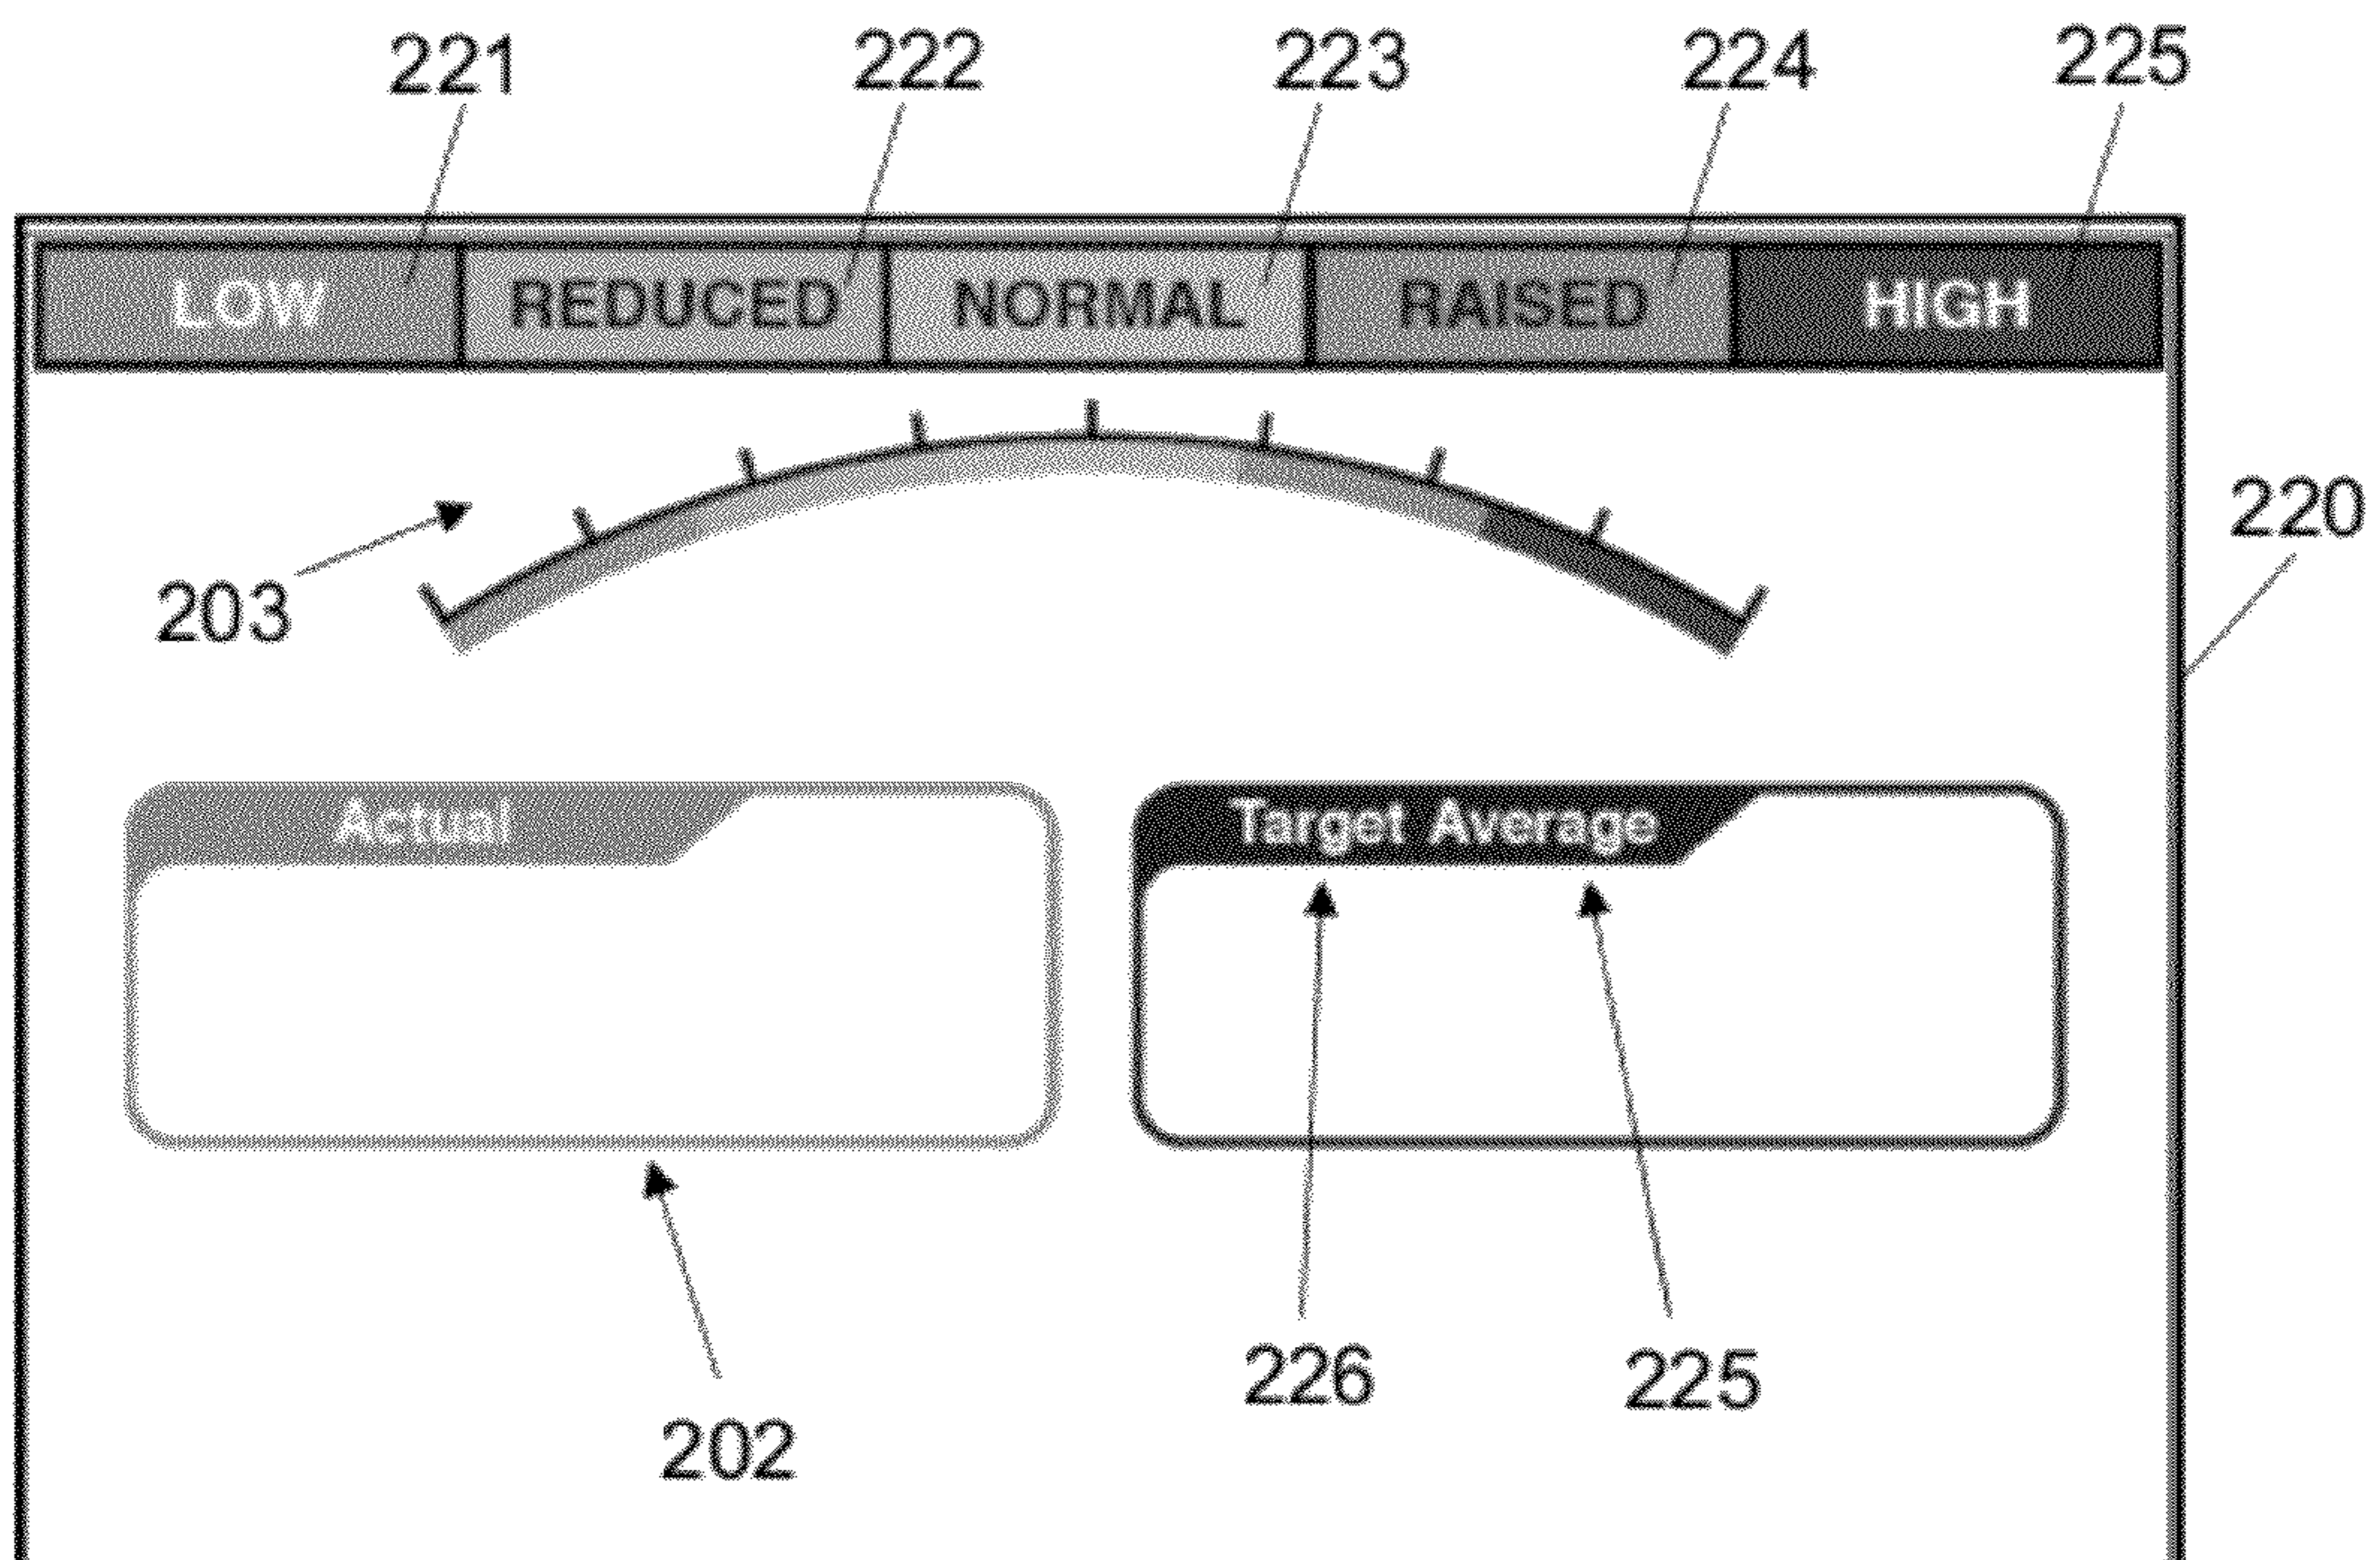 221 222 223 224 225
LOW REDUCED NORMAL RAISED HIGH
220
203
Actual Target Average
226 225
202